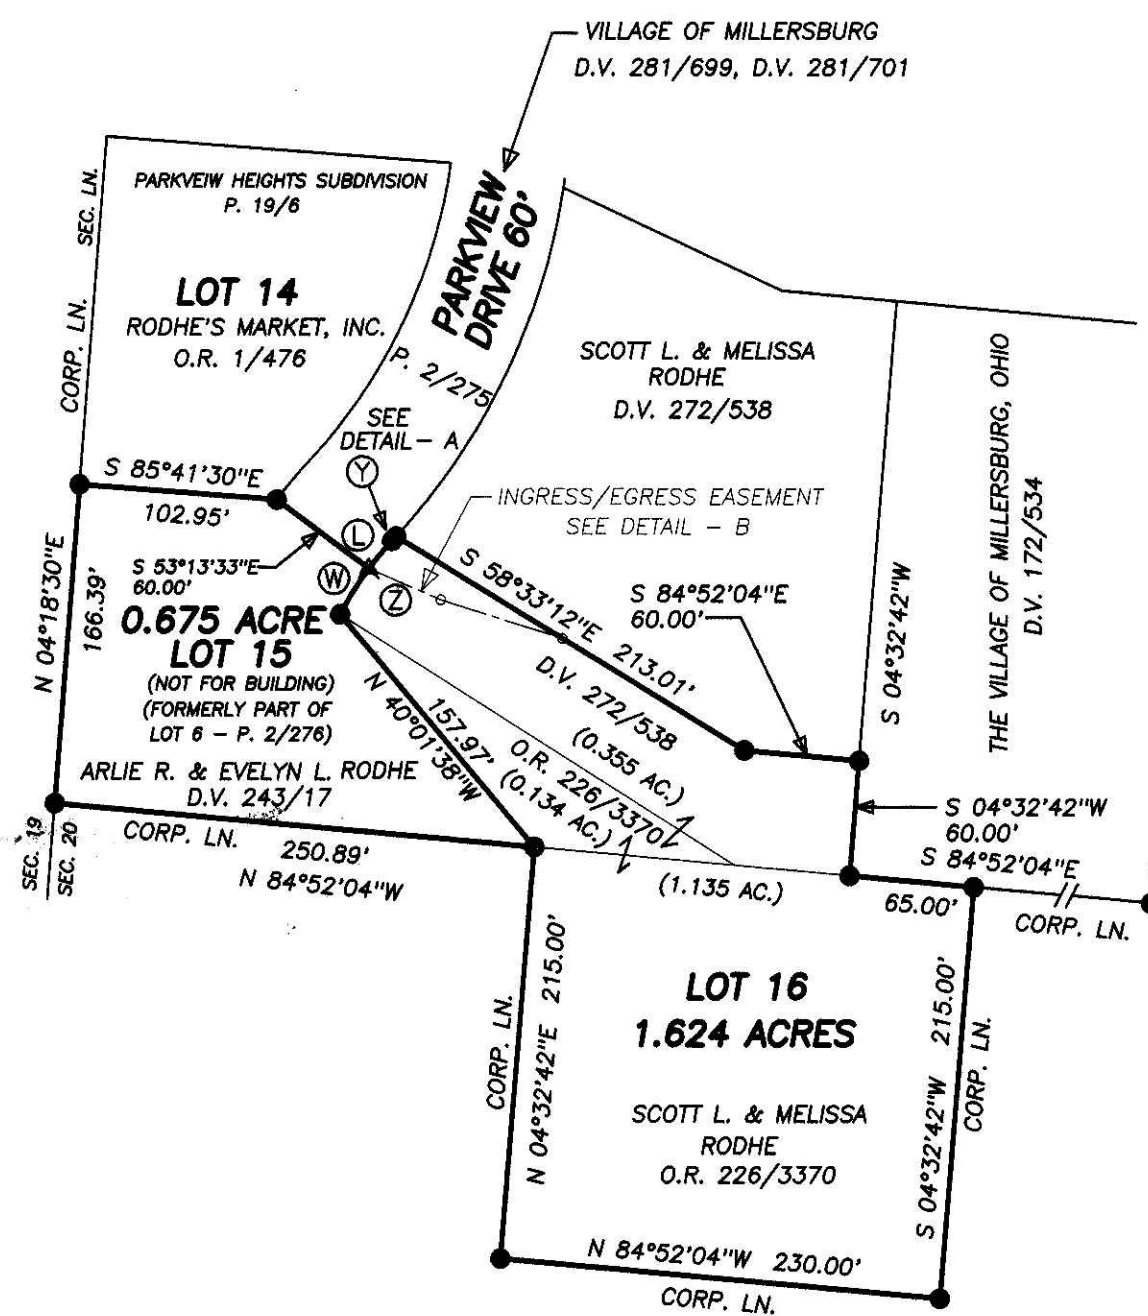 VILLAGE OF MILLERSBURG
D.V. 281/699, D.V. 281/701
PARKVEIW HEIGHTS SUBDIVISION
P. 19/6
SEC. LN.
CORP. LN.
LOT 14
RODHE'S MARKET, INC.
O.R. 1/476
PARKVIEW
DRIVE 60'
P. 2/275
SEE
DETAIL - A
Y
SCOTT L. & MELISSA
RODHE
D.V. 272/538
THE VILLAGE OF MILLERSBURG, OHIO
D.V. 172/534
S 04°32'42"W
S 85°41'30"E
102.95'
INGRESS/EGRESS EASEMENT
SEE DETAIL - B
L
W
Z
S 53°13'33"E
60.00'
S 58°33'12"E 213.01'
S 84°52'04"E
60.00'
N 04°18'30"E
166.39'
0.675 ACRE
LOT 15
(NOT FOR BUILDING)
(FORMERLY PART OF
LOT 6 - P. 2/276)
ARLIE R. & EVELYN L. RODHE
D.V. 243/17
157.97'
N 40°01'38"W
D.V. 272/538
(0.355 AC.)
O.R. 226/3370
(0.134 AC.)
S 04°32'42"W
60.00'
S 84°52'04"E
65.00'
CORP. LN.
(1.135 AC.)
SEC. 19
SEC. 20
CORP. LN.
250.89'
N 84°52'04"W
CORP. LN.
N 04°32'42"E 215.00'
LOT 16
1.624 ACRES
SCOTT L. & MELISSA
RODHE
O.R. 226/3370
S 04°32'42"W 215.00'
CORP. LN.
N 84°52'04"W 230.00'
CORP. LN.